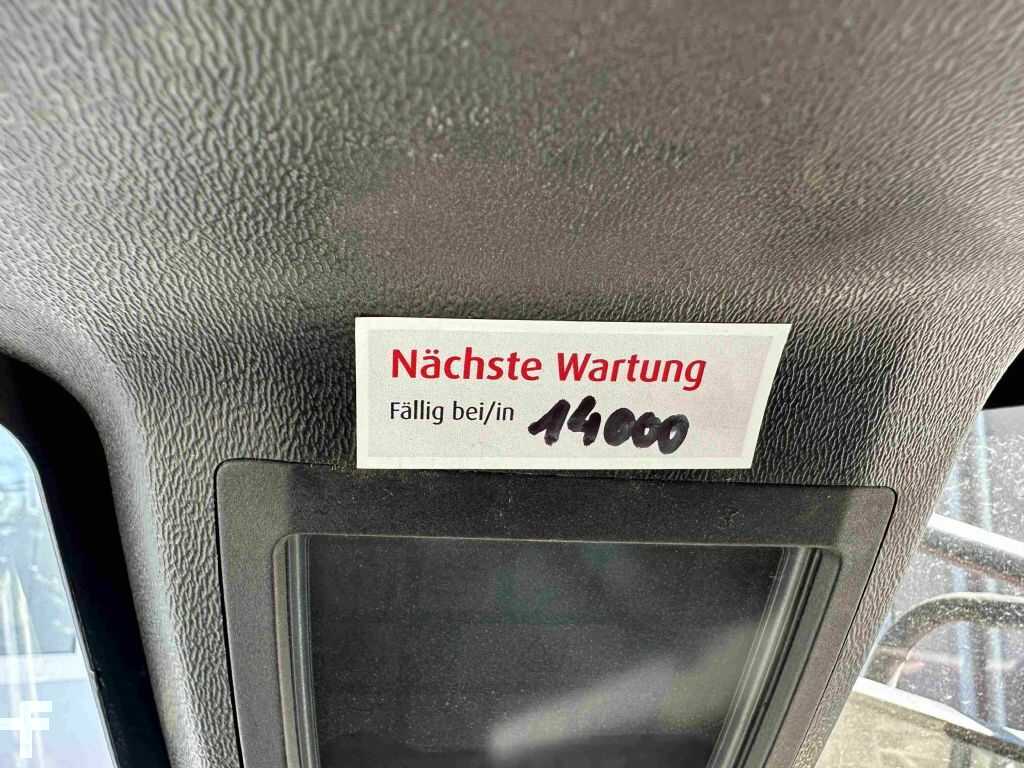 Nächste Wartung
Fällig bei/in 14000